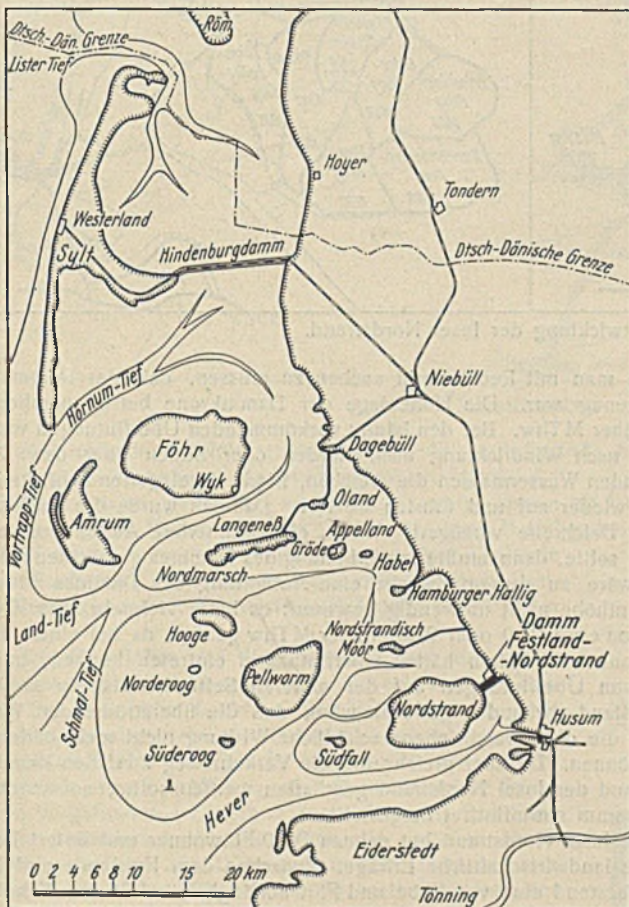 Röm.
Dtsch-Dän. Grenze
Lister Tief
Hoyer
Tondern
Westerland
Sylt
Hindenburgdamm
Dtsch-Dänische Grenze
Hörnum-Tief
Niebüll
Föhr
Wyk
Dagebüll
Vortrapp-Tief
Amrum
Oland
Langeneß
Appelland
Gröde
Habel
Nordmarsch
Hamburger Hallig
Land-Tief
Hooge
Nordstrandisch
Moor
Damm
Festland-
-Nordstrand
Schmal-Tief
Norderoog
Pellworm
Nordstrand
Husum
Süderoog
Südfall
Hever
Eiderstedt
Tönning
0 2 4 6 8 10 15 20 km